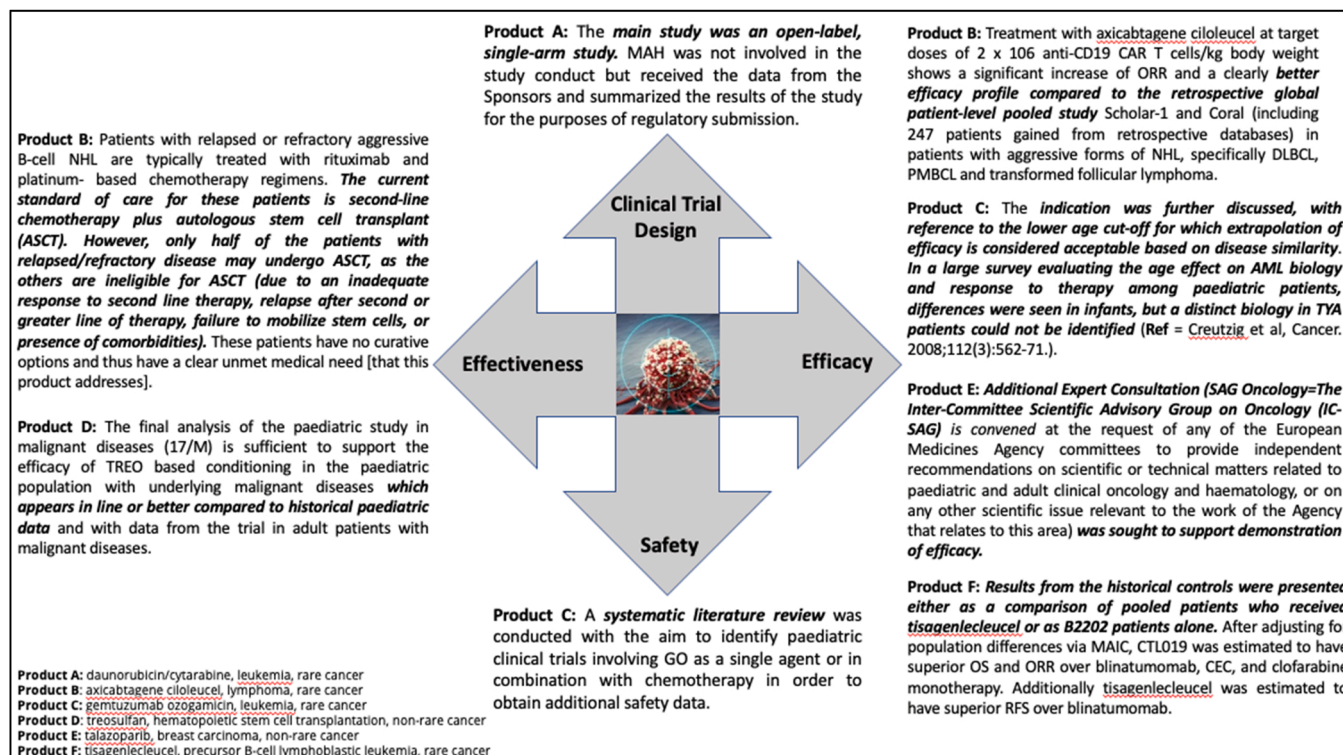 Product A: The main study was an open-label,
single-arm study. MAH was not involved in the
study conduct but received the data from the
Sponsors and summarized the results of the study
for the purposes of regulatory submission.
Product B: Patients with relapsed or refractory aggressive
B-cell NHL are typically treated with rituximab and
platinum- based chemotherapy regimens. The current
standard of care for these patients is second-line
chemotherapy plus autologous stem cell transplant
(ASCT). However, only half of the patients with
relapsed/refractory disease may undergo ASCT, as the
others are ineligible for ASCT (due to an inadequate
response to second line therapy, relapse after second or
greater line of therapy, failure to mobilize stem cells, or
presence of comorbidities). These patients have no curative
options and thus have a clear unmet medical need [that this
product addresses].
Product D: The final analysis of the paediatric study in
malignant diseases (17/M) is sufficient to support the
efficacy of TREO based conditioning in the paediatric
population with underlying malignant diseases which
appears in line or better compared to historical paediatric
data and with data from the trial in adult patients with
malignant diseases.
Clinical Trial
Design
Effectiveness
Efficacy
Safety
Product B: Treatment with axicabtagene ciloleucel at target
doses of 2 x 106 anti-CD19 CAR T cells/kg body weight
shows a significant increase of ORR and a clearly better
efficacy profile compared to the retrospective global
patient-level pooled study Scholar-1 and Coral (including
247 patients gained from retrospective databases) in
patients with aggressive forms of NHL, specifically DLBCL,
PMBCL and transformed follicular lymphoma.
Product C: The indication was further discussed, with
reference to the lower age cut-off for which extrapolation of
efficacy is considered acceptable based on disease similarity.
In a large survey evaluating the age effect on AML biology
and response to therapy among paediatric patients,
differences were seen in infants, but a distinct biology in TYA
patients could not be identified (Ref = Creutzig et al, Cancer.
2008;112(3):562-71.).
Product E: Additional Expert Consultation (SAG Oncology=The
Inter-Committee Scientific Advisory Group on Oncology (IC-
SAG) is convened at the request of any of the European
Medicines Agency committees to provide independent
recommendations on scientific or technical matters related to
paediatric and adult clinical oncology and haematology, or on
any other scientific issue relevant to the work of the Agency
that relates to this area) was sought to support demonstration
of efficacy.
Product F: Results from the historical controls were presented
either as a comparison of pooled patients who received
tisagenlecleucel or as B2202 patients alone. After adjusting for
population differences via MAIC, CTL019 was estimated to have
superior OS and ORR over blinatumomab, CEC, and clofarabine
monotherapy. Additionally tisagenlecleucel was estimated to
have superior RFS over blinatumomab.
Product C: A systematic literature review was
conducted with the aim to identify paediatric
clinical trials involving GO as a single agent or in
combination with chemotherapy in order to
obtain additional safety data.
Product A: daunorubicin/cytarabine, leukemia, rare cancer
Product B: axicabtagene ciloleucel, lymphoma, rare cancer
Product C: gemtuzumab ozogamicin, leukemia, rare cancer
Product D: treosulfan, hematopoietic stem cell transplantation, non-rare cancer
Product E: talazoparib, breast carcinoma, non-rare cancer
Product F: tisagenlecleucel, precursor B-cell lymphoblastic leukemia, rare cancer